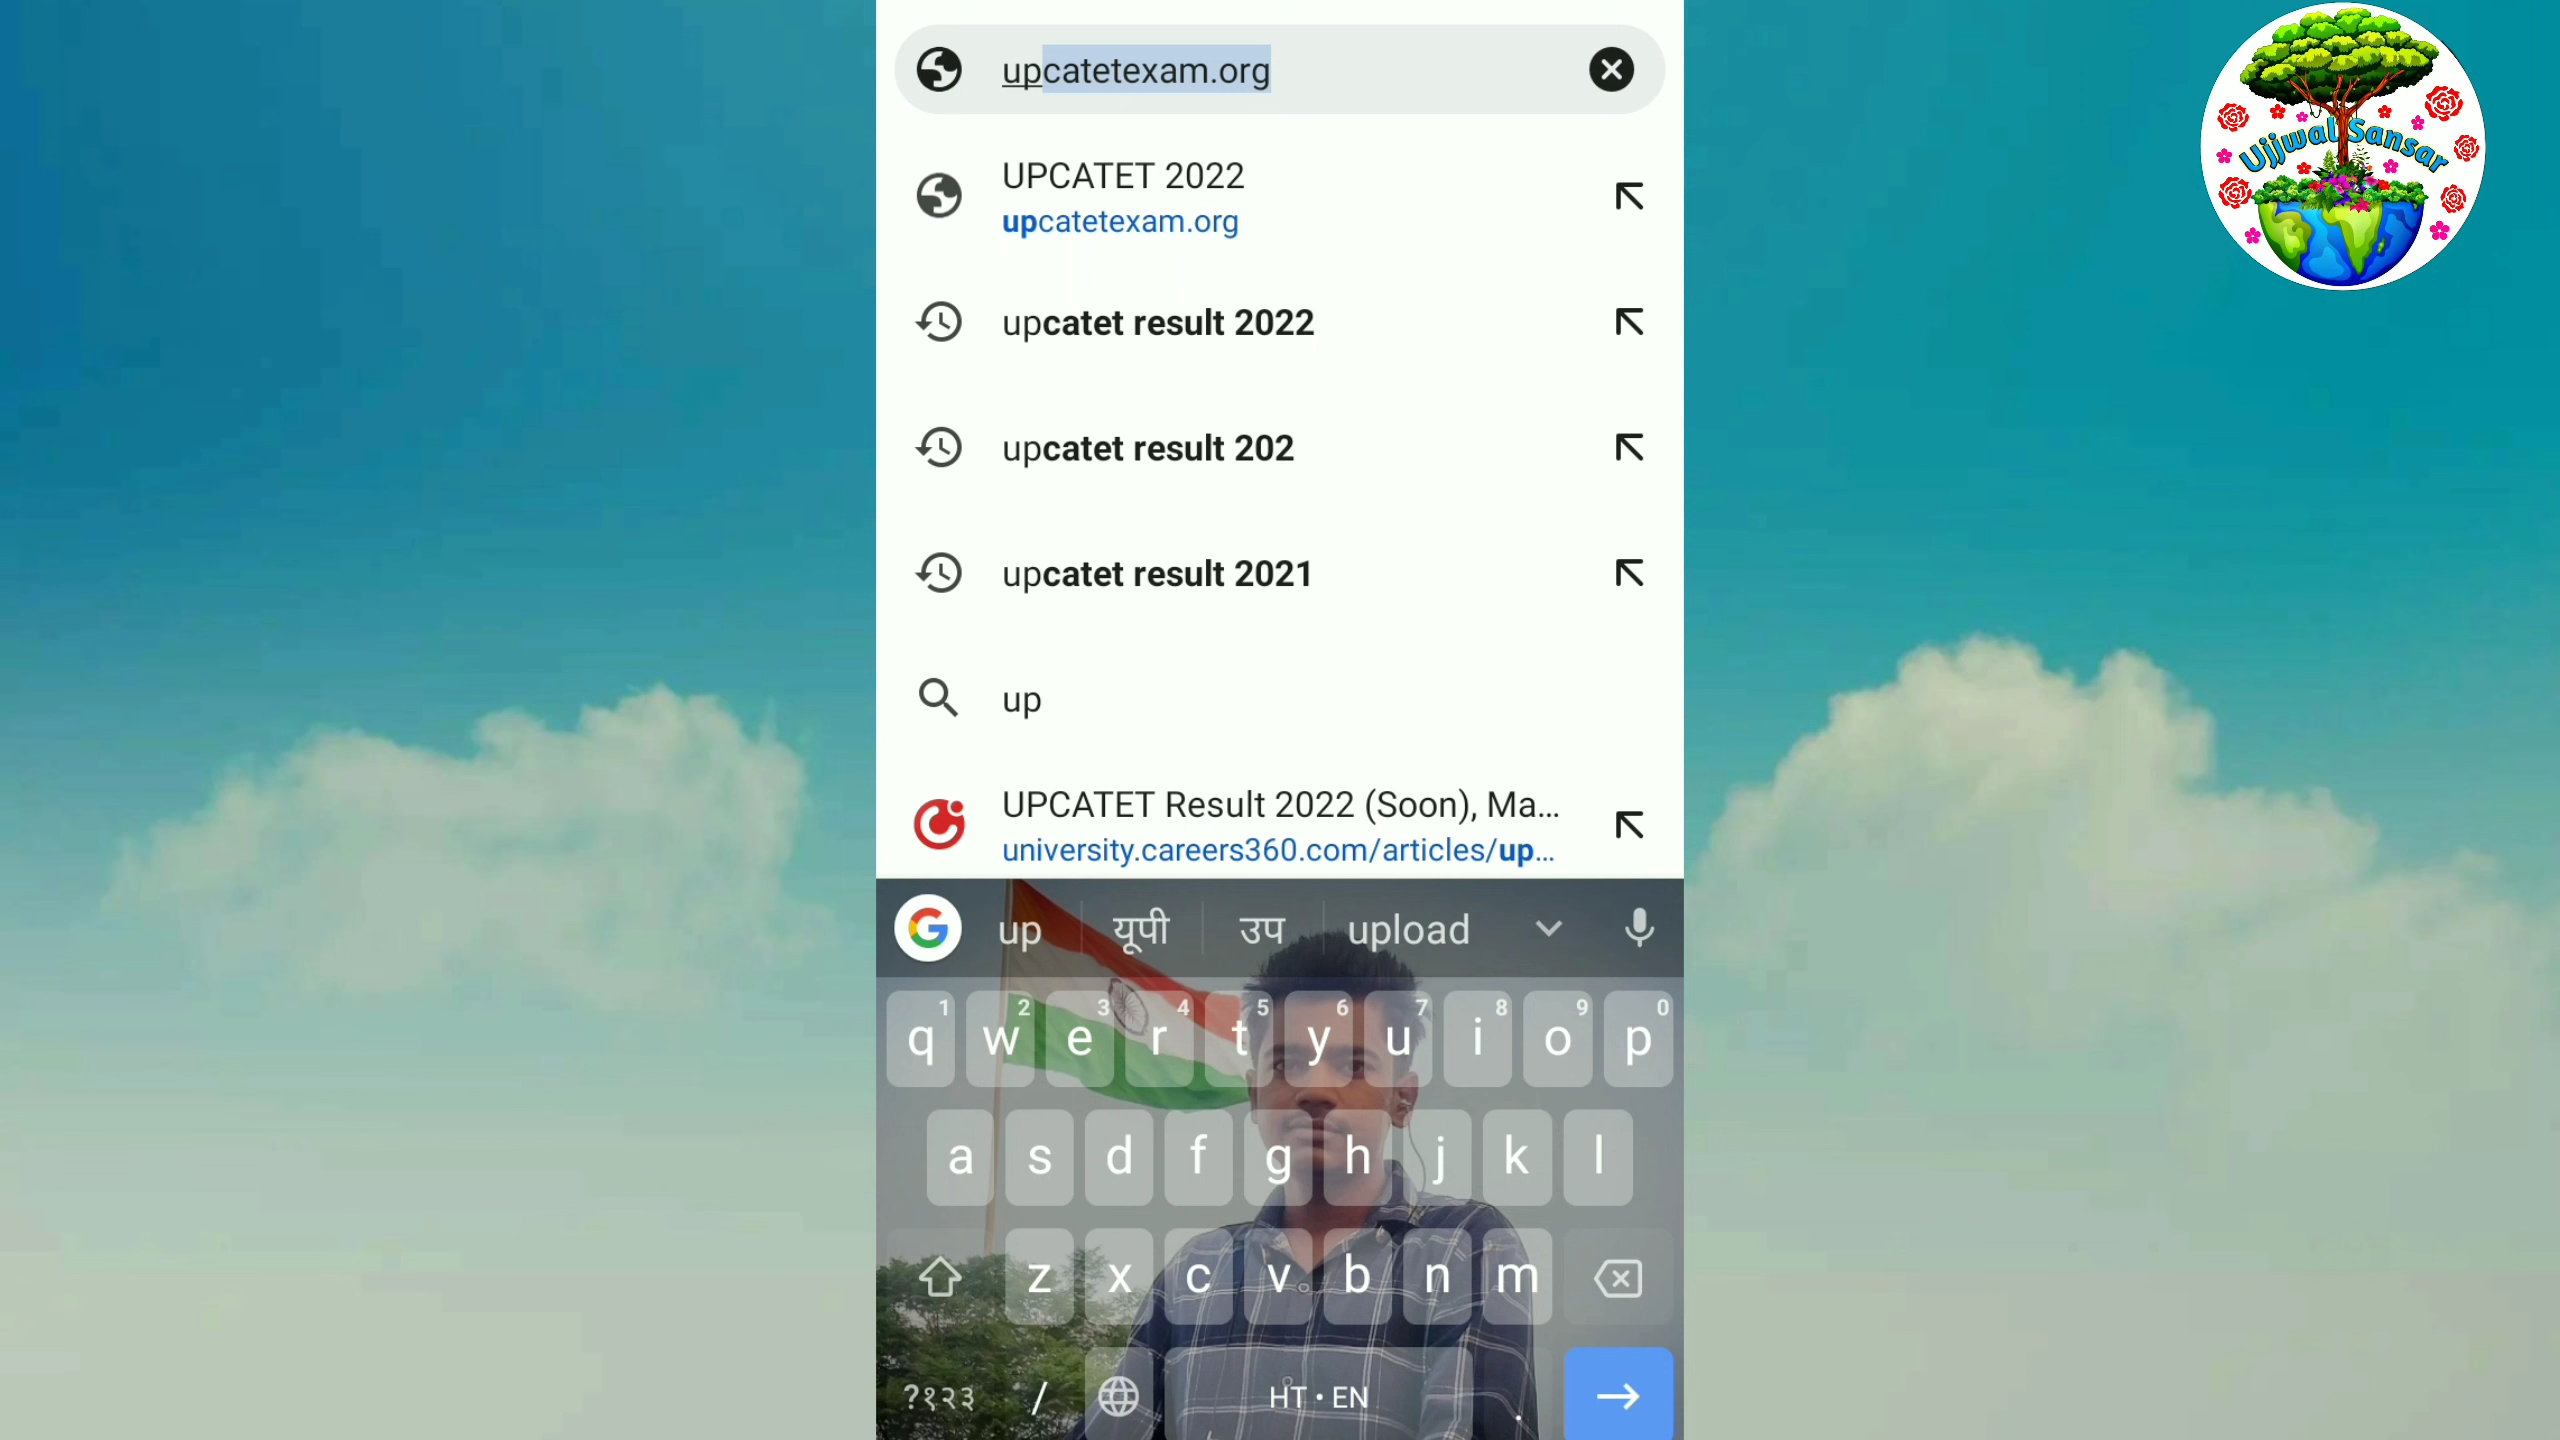 upcatetexam.org
Ujjwal Sansar
UPCATET 2022
upcatetexam.org
upcatet result 2022
upcatet result 202
upcatet result 2021
up
UPCATET Result 2022 (Soon), Ma...
university.careers360.com/articles/up...
G up यूपी उप upload
1 2 3 4 5 6 7 8 9 0
q w e r t y u i o p
a s d f g h j k l
z x c v b n m
?१२३ / HT • EN .